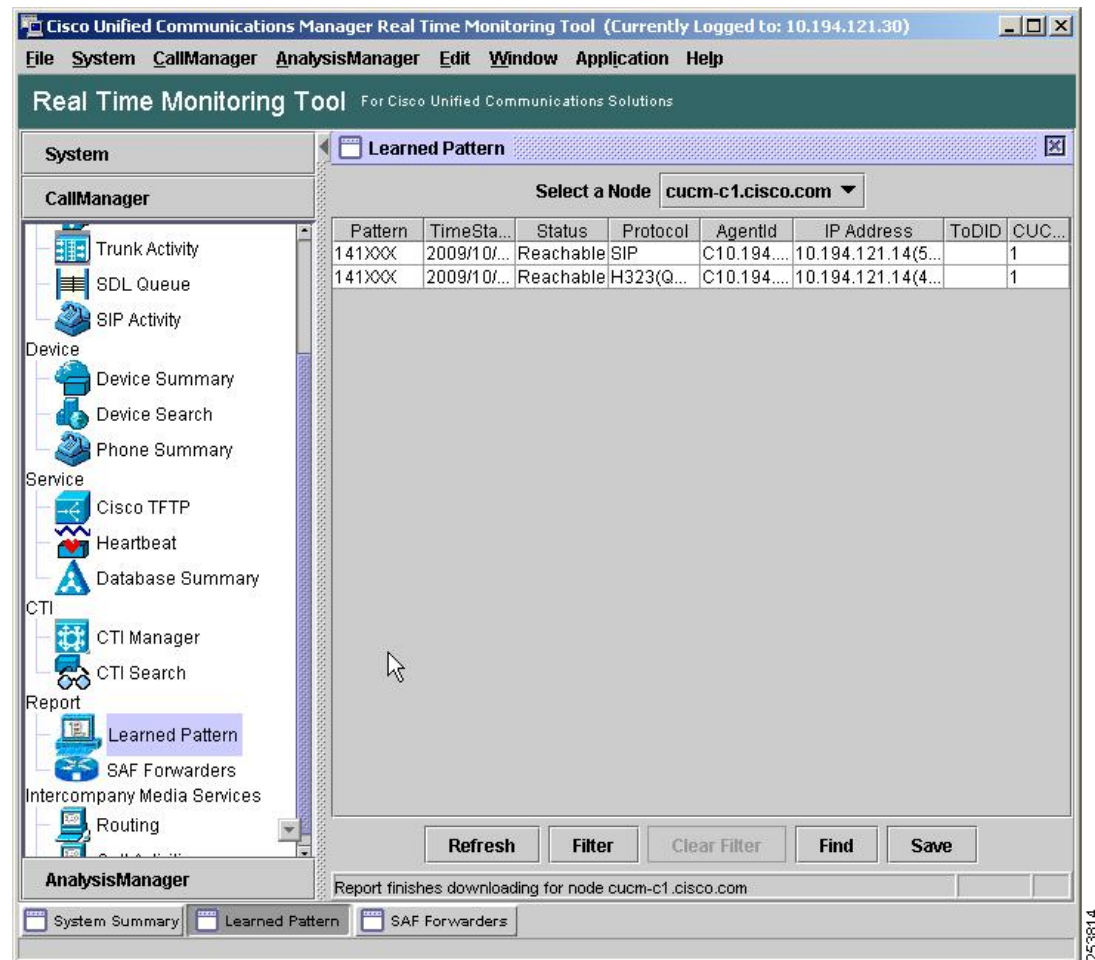 Cisco Unified Communications Manager Real Time Monitoring Tool (Currently Logged to: 10.194.121.30)
File System CallManager AnalysisManager Edit Window Application Help
Real Time Monitoring Tool For Cisco Unified Communications Solutions
System
CallManager
Trunk Activity
SDL Queue
SIP Activity
Device
Device Summary
Device Search
Phone Summary
Service
Cisco TFTP
Heartbeat
Database Summary
CTI
CTI Manager
CTI Search
Report
Learned Pattern
SAF Forwarders
Intercompany Media Services
Routing
AnalysisManager
Learned Pattern
Select a Node cucm-c1.cisco.com
Pattern TimeSta... Status Protocol AgentId IP Address ToDID CUC...
141XXX 2009/10/... Reachable SIP C10.194.... 10.194.121.14(5... 1
141XXX 2009/10/... Reachable H323(Q... C10.194.... 10.194.121.14(4... 1
Refresh Filter Clear Filter Find Save
Report finishes downloading for node cucm-c1.cisco.com
System Summary Learned Pattern SAF Forwarders
253814